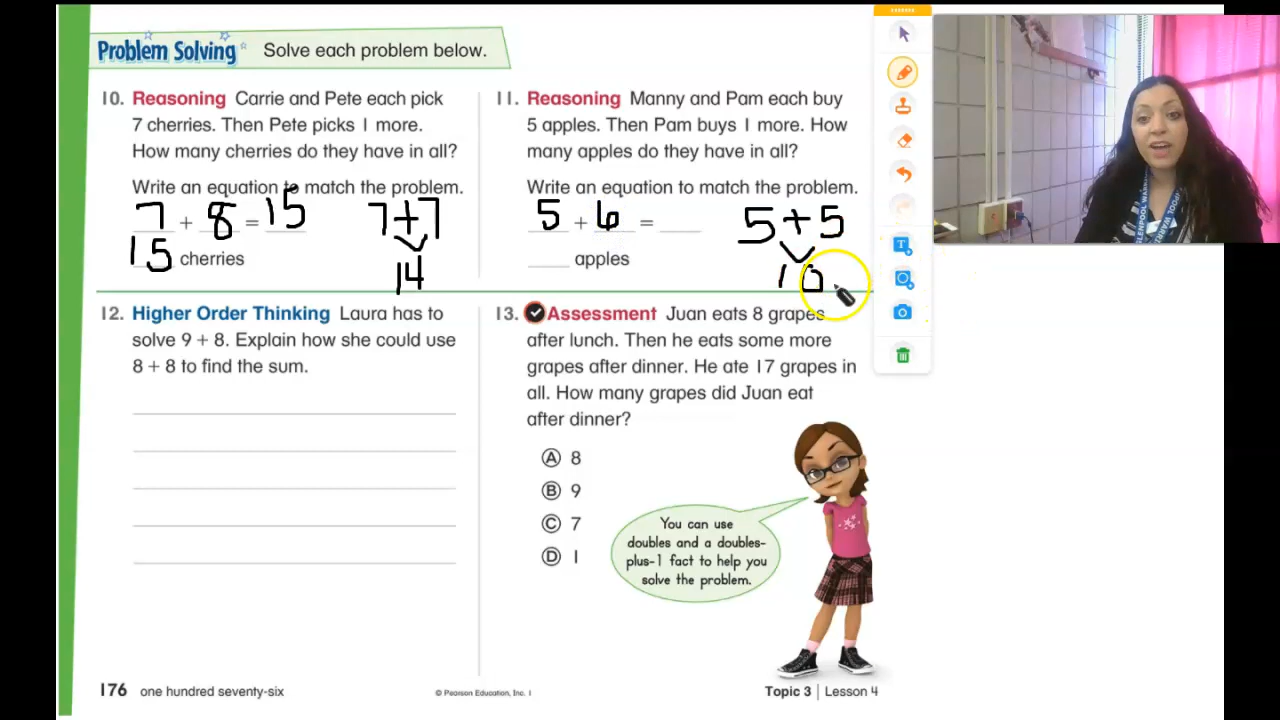 Problem Solving Solve each problem below.
10. Reasoning Carrie and Pete each pick
7 cherries. Then Pete picks 1 more.
How many cherries do they have in all?
Write an equation to match the problem.
7 + 8 = 15
7+7
14
15 cherries
11. Reasoning Manny and Pam each buy
5 apples. Then Pam buys 1 more. How
many apples do they have in all?
Write an equation to match the problem.
5 + 6 = ____
5+5
10
____ apples
12. Higher Order Thinking Laura has to
solve 9 + 8. Explain how she could use
8 + 8 to find the sum.
13. Assessment Juan eats 8 grapes
after lunch. Then he eats some more
grapes after dinner. He ate 17 grapes in
all. How many grapes did Juan eat
after dinner?
A 8
B 9
C 7
D 1
You can use
doubles and a doubles-
plus-1 fact to help you
solve the problem.
176 one hundred seventy-six
© Pearson Education, Inc. 1
Topic 3 | Lesson 4
T